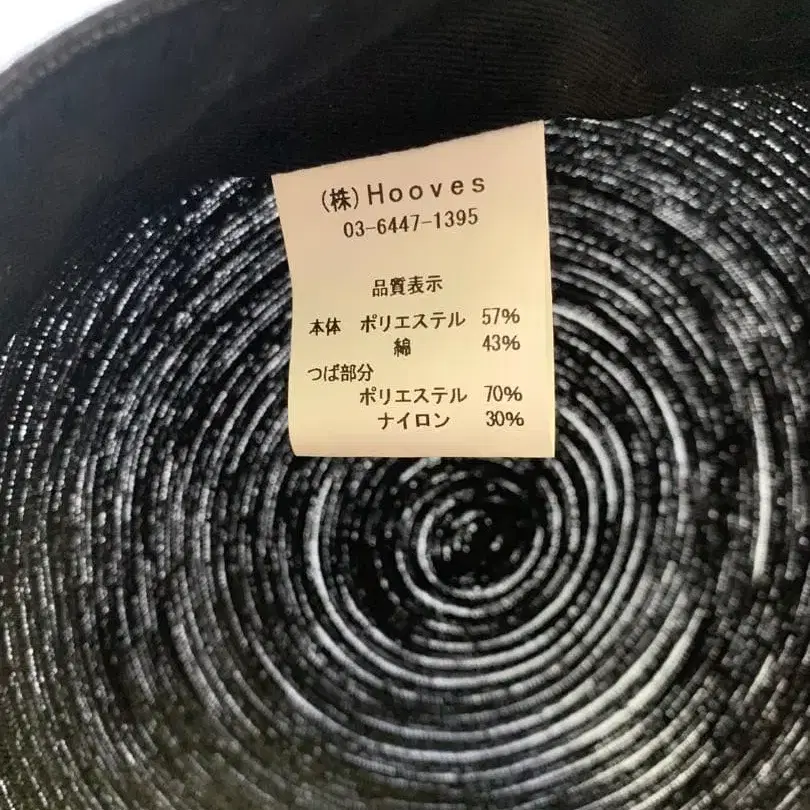 (株)Hooves
03-6447-1395
品質表示
本体 ポリエステル 57%
綿 43%
つば部分
ポリエステル 70%
ナイロン 30%